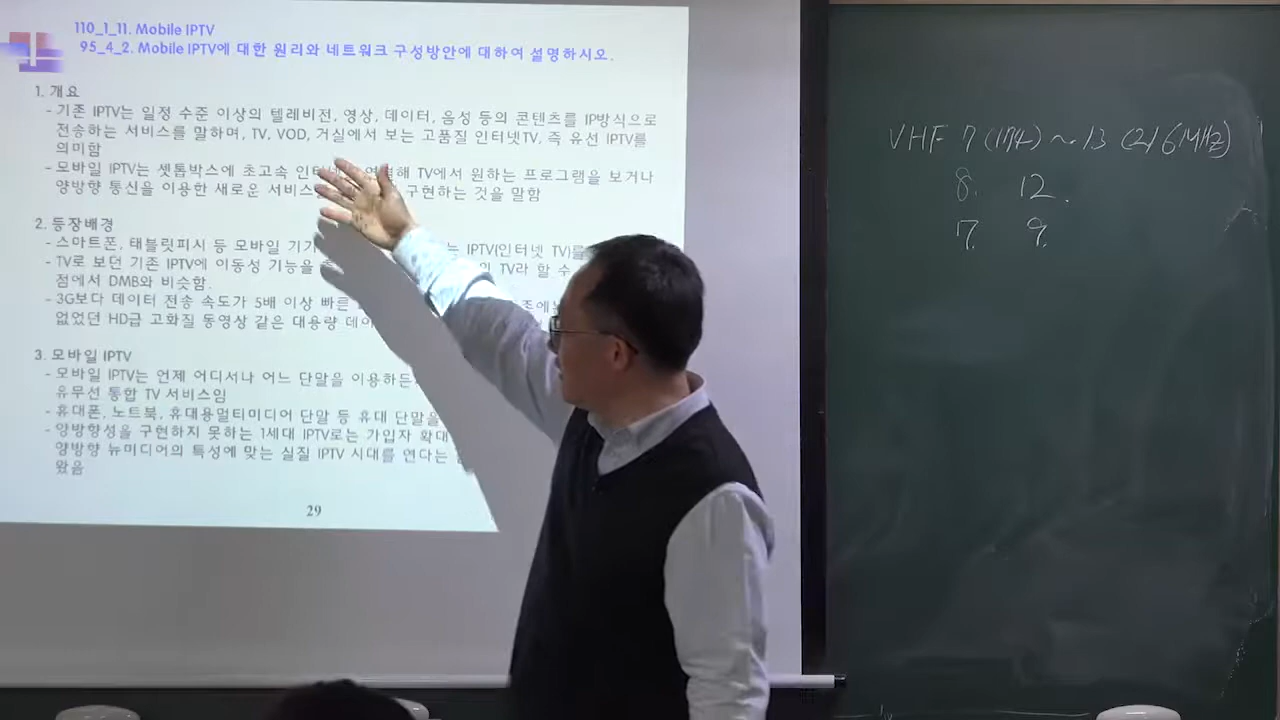 110_1_11. Mobile IPTV
95_4_2. Mobile IPTV에 대한 원리와 네트워크 구성방안에 대하여 설명하시오.
1. 개요
- 기존 IPTV는 일정 수준 이상의 텔레비전, 영상, 데이터, 음성 등의 콘텐츠를 IP방식으로
전송하는 서비스를 말하며, TV, VOD, 거실에서 보는 고품질 인터넷TV, 즉 유선 IPTV를
의미함
- 모바일 IPTV는 셋톱박스에 초고속 TV에서 원하는 프로그램을 보거나
양방향 통신을 이용한 새로운 구현하는 것을 말함
2. 등장배경
- 스마트폰, 태블릿피시 등 모바일 IPTV(인터넷 TV)를
- TV로 보던 기존 IPTV에 이동성 기능을 TV라 할 수
점에서 DMB와 비슷함.
- 3G보다 데이터 전송 속도가 5배 이상 빠른
없었던 HD급 고화질 동영상 같은 대용량
3. 모바일 IPTV
- 모바일 IPTV는 언제 어디서나 어느 단말을
유무선 통합 TV 서비스임
- 휴대폰, 노트북, 휴대용멀티미디어 단말 등 휴대 단말을
- 양방향성을 구현하지 못하는 1세대 IPTV로는 가입자 확대
양방향 뉴미디어의 특성에 맞는 실질 IPTV 시대를 연다는
왔음
29
VHF 7 (174) ~ 13 (216MHz)
8. 12.
7. 9.